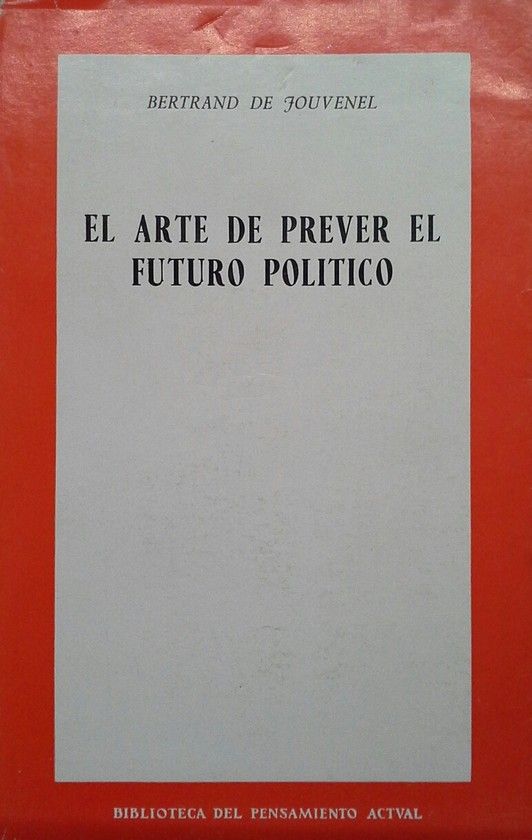 BERTRAND DE JOUVENEL
EL ARTE DE PREVER EL
FUTURO POLITICO
BIBLIOTECA DEL PENSAMIENTO ACTVAL